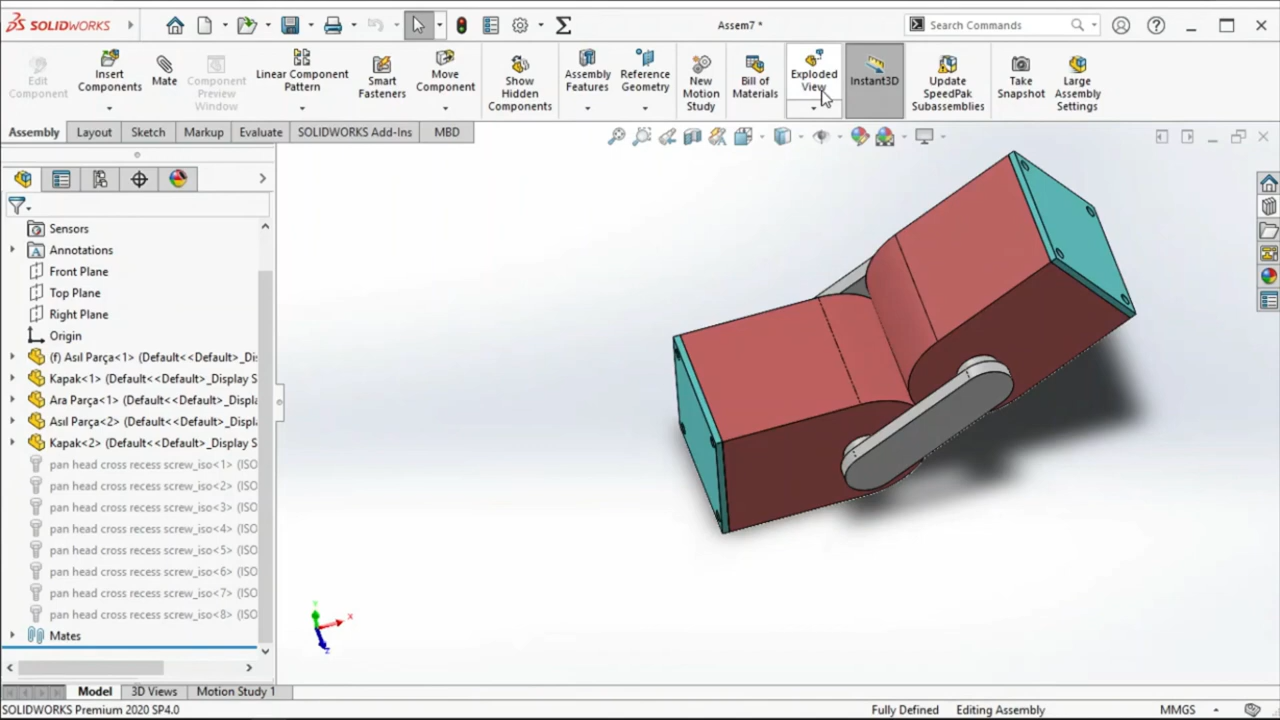 SOLIDWORKS
Assem7 *
Search Commands
Edit
Component
Insert
Components
Mate
Component
Preview
Window
Linear Component
Pattern
Smart
Fasteners
Move
Component
Show
Hidden
Components
Assembly
Features
Reference
Geometry
New
Motion
Study
Bill of
Materials
Exploded
View
Instant3D
Update
SpeedPak
Subassemblies
Take
Snapshot
Large
Assembly
Settings
Assembly Layout Sketch Markup Evaluate SOLIDWORKS Add-Ins MBD
Sensors
Annotations
Front Plane
Top Plane
Right Plane
Origin
(f) Asıl Parça<1> (Default<<Default>_Di
Kapak<1> (Default<<Default>_Display S
Ara Parça<1> (Default<<Default>_Displ
Asıl Parça<2> (Default<<Default>_Displ
Kapak<2> (Default<<Default>_Display S
pan head cross recess screw_iso<1> (ISO
pan head cross recess screw_iso<2> (ISO
pan head cross recess screw_iso<3> (ISO
pan head cross recess screw_iso<4> (ISO
pan head cross recess screw_iso<5> (ISO
pan head cross recess screw_iso<6> (ISO
pan head cross recess screw_iso<7> (ISO
pan head cross recess screw_iso<8> (ISO
Mates
Y
X
Z
Model 3D Views Motion Study 1
SOLIDWORKS Premium 2020 SP4.0 Fully Defined Editing Assembly MMGS